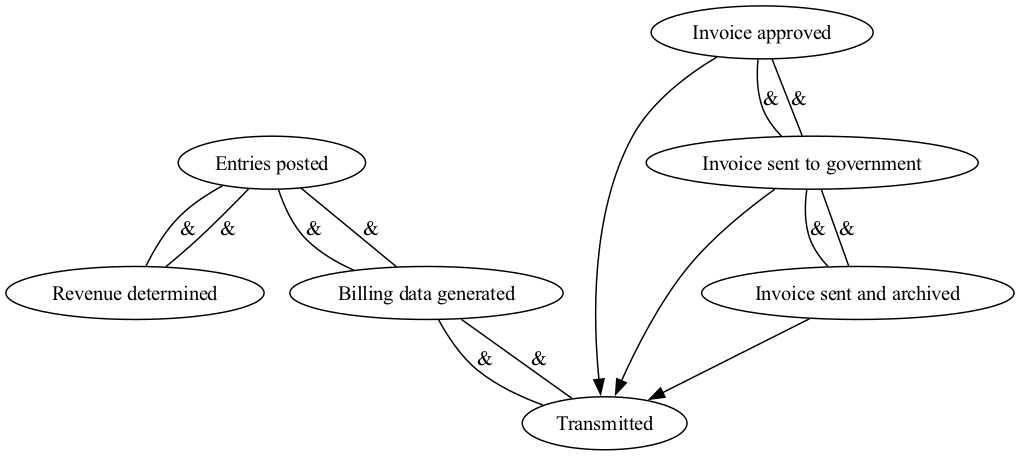 Invoice approved
& &
Entries posted
Invoice sent to government
& & & &
& &
Revenue determined
Billing data generated
Invoice sent and archived
& &
Transmitted